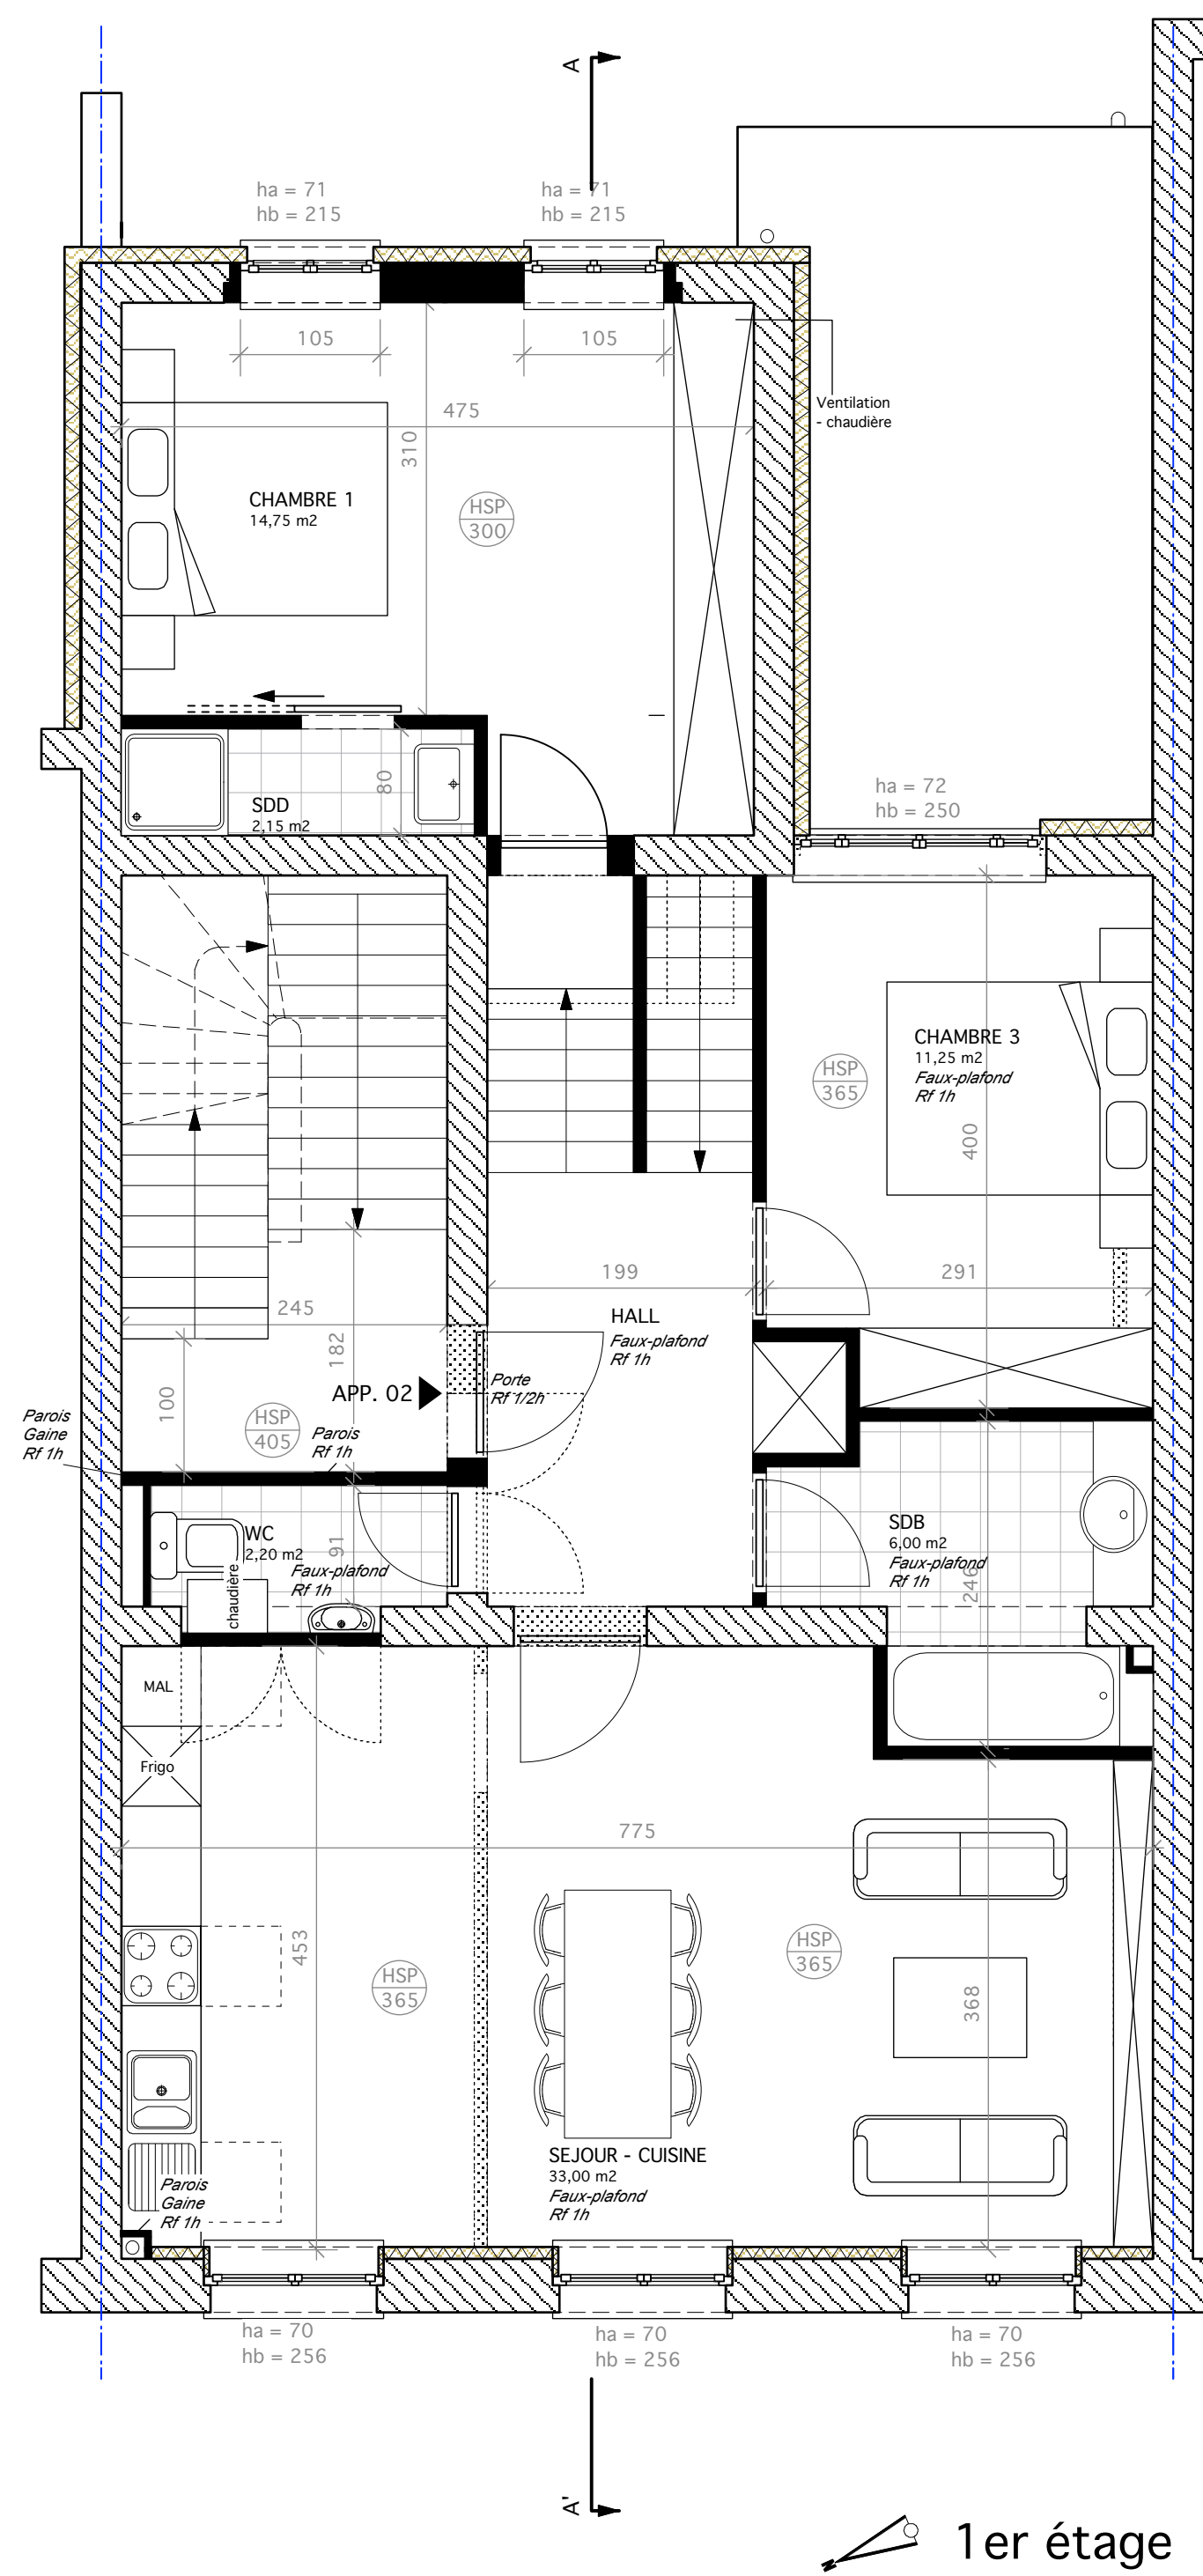 A
ha = 71
hb = 215
ha = 71
hb = 215
105
105
475
310
Ventilation
- chaudière
CHAMBRE 1
14,75 m2
HSP
300
SDD
2,15 m2
80
ha = 72
hb = 250
CHAMBRE 3
11,25 m2
Faux-plafond
Rf 1h
HSP
365
400
199
291
245
HALL
Faux-plafond
Rf 1h
182
100
APP. 02
Porte
Rf 1/2h
HSP
405
Parois
Gaine
Rf 1h
Parois
Rf 1h
WC
2,20 m2
91
Faux-plafond
Rf 1h
chaudière
SDB
6,00 m2
Faux-plafond
Rf 1h
246
MAL
Frigo
775
453
HSP
365
HSP
365
368
SEJOUR - CUISINE
33,00 m2
Faux-plafond
Rf 1h
Parois
Gaine
Rf 1h
ha = 70
hb = 256
ha = 70
hb = 256
ha = 70
hb = 256
A'
N
1er étage